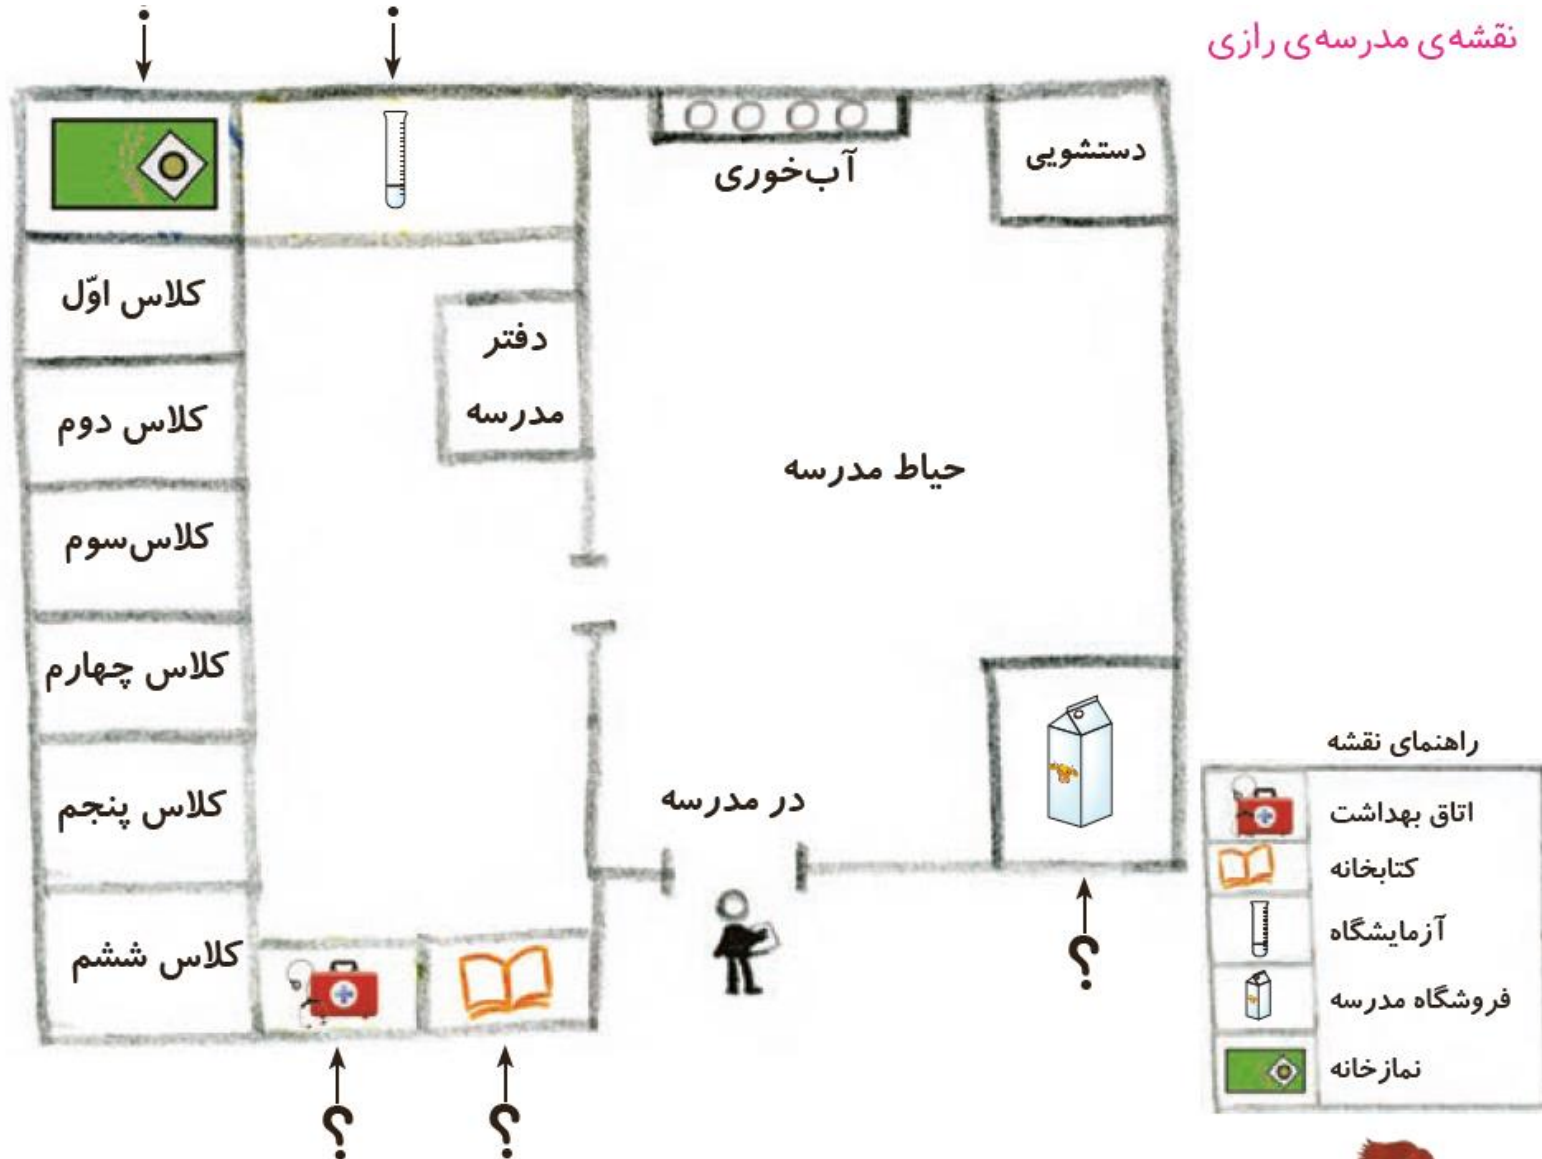 نقشه‌ی مدرسه‌ی رازی
دستشویی
آب‌خوری
کلاس اوّل
دفتر
مدرسه
کلاس دوم
حیاط مدرسه
کلاس‌سوم
کلاس چهارم
در مدرسه
کلاس پنجم
کلاس ششم
؟
؟
؟
راهنمای نقشه
اتاق بهداشت
کتابخانه
آزمایشگاه
فروشگاه مدرسه
نمازخانه